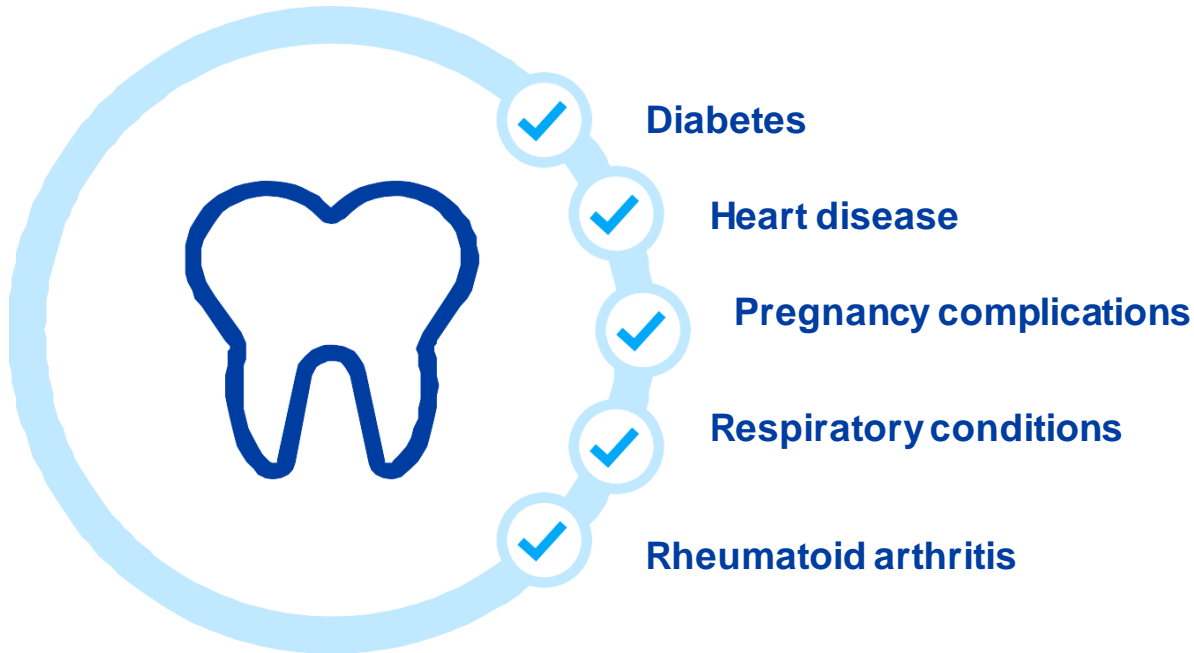 Diabetes
Heart disease
Pregnancy complications
Respiratory conditions
Rheumatoid arthritis